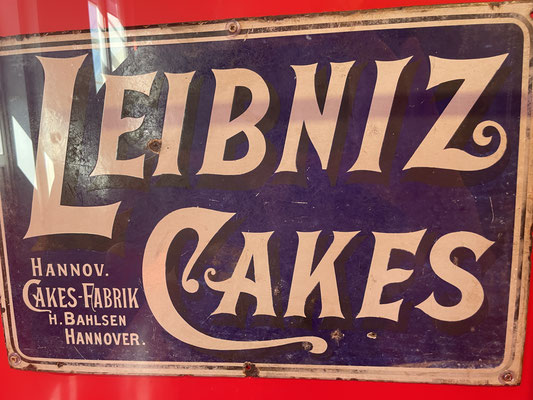 LEIBNIZ
CAKES
HANNOV.
CAKES-FABRIK
H. BAHLSEN
HANNOVER.